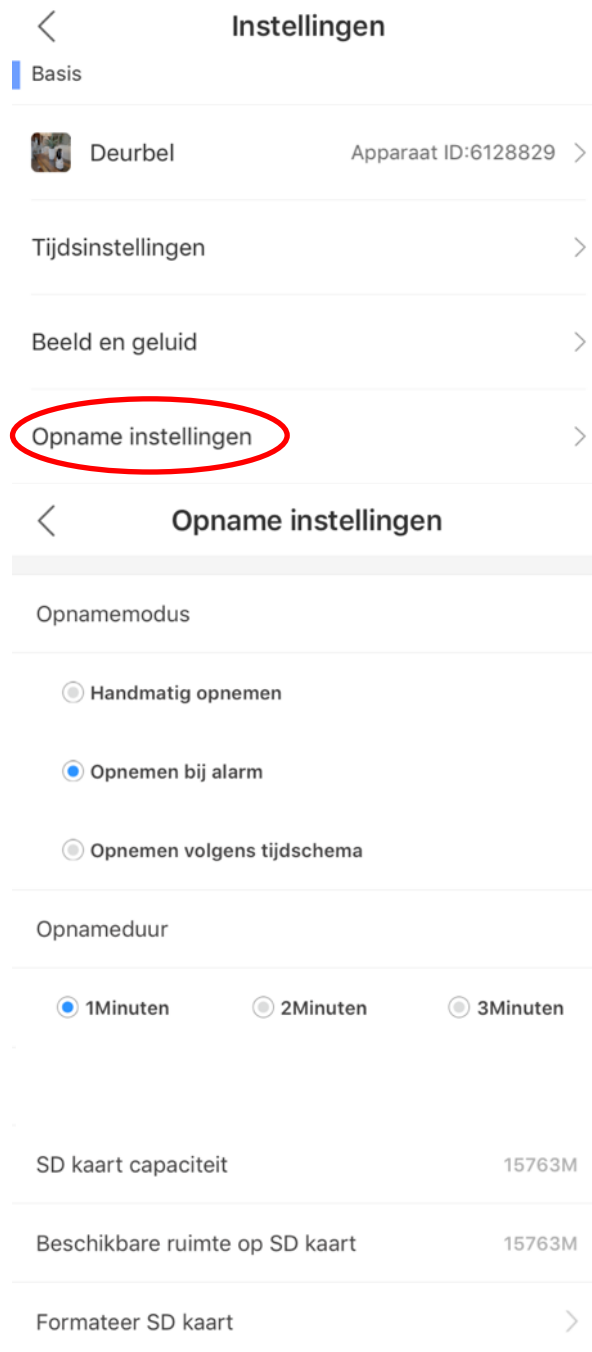 Instellingen
Basis
Deurbel Apparaat ID:6128829
Tijdsinstellingen
Beeld en geluid
Opname instellingen
Opname instellingen
Opnamemodus
Handmatig opnemen
Opnemen bij alarm
Opnemen volgens tijdschema
Opnameduur
1Minuten 2Minuten 3Minuten
SD kaart capaciteit 15763M
Beschikbare ruimte op SD kaart 15763M
Formateer SD kaart